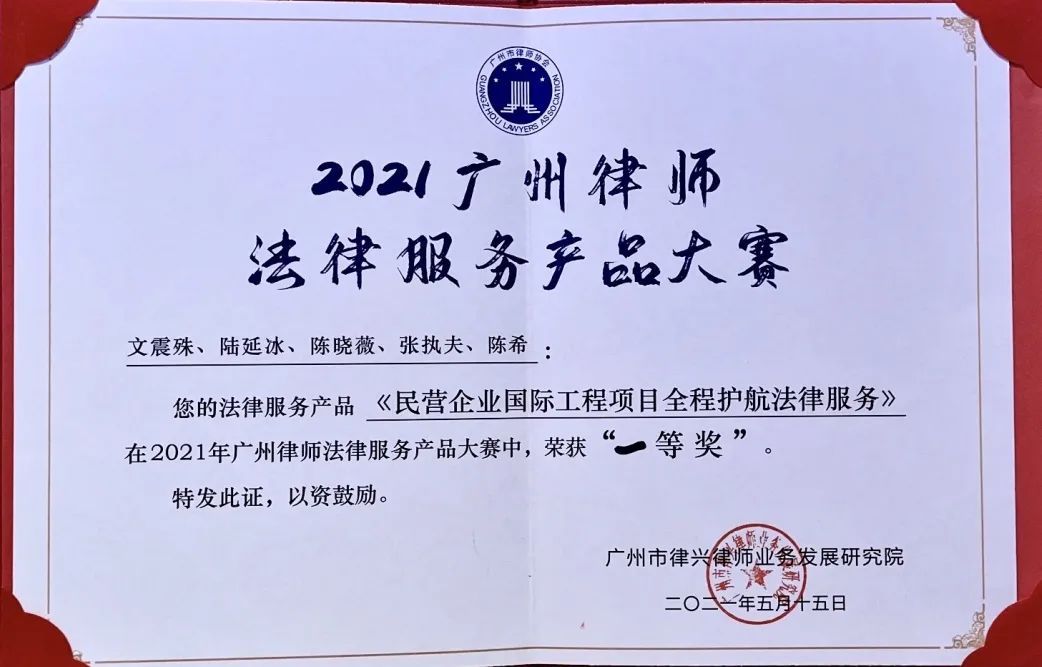 广州市律师协会
GUANGZHOU LAWYERS ASSOCIATION
2021广州律师
法律服务产品大赛
文震殊、陆延冰、陈晓薇、张执夫、陈希：
您的法律服务产品《民营企业国际工程项目全程护航法律服务》
在2021年广州律师法律服务产品大赛中，荣获“一等奖”。
特发此证，以资鼓励。
广州市律兴律师业务发展研究院
二〇二一年五月十五日